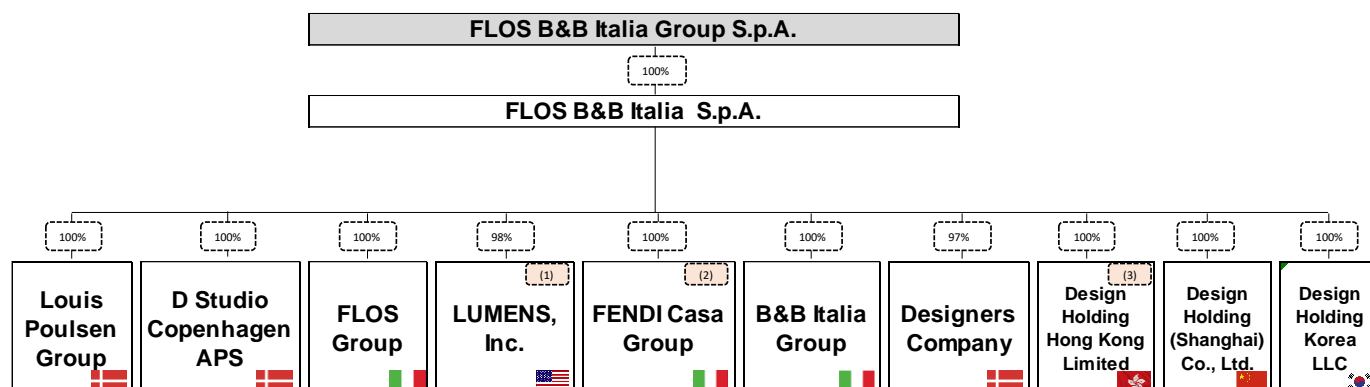 FLOS B&B Italia Group S.p.A.
100%
FLOS B&B Italia S.p.A.
100%
100%
100%
98%
100%
100%
97%
100%
100%
100%
Louis
Poulsen
Group
D Studio
Copenhagen
APS
FLOS
Group
(1)
LUMENS,
Inc.
(2)
FENDI Casa
Group
B&B Italia
Group
Designers
Company
(3)
Design
Holding
Hong Kong
Limited
Design
Holding
(Shanghai)
Co., Ltd.
Design
Holding
Korea
LLC